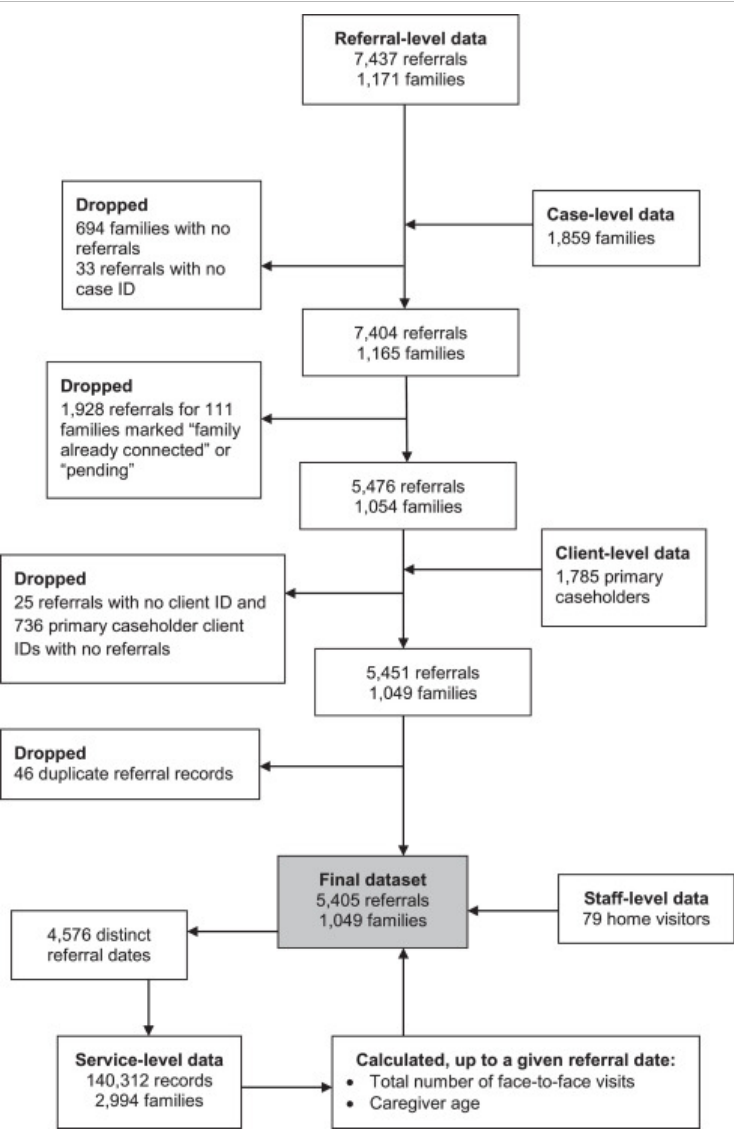 Referral-level data
7,437 referrals
1,171 families
Dropped
694 families with no
referrals
33 referrals with no
case ID
Case-level data
1,859 families
7,404 referrals
1,165 families
Dropped
1,928 referrals for 111
families marked “family
already connected” or
“pending”
5,476 referrals
1,054 families
Client-level data
1,785 primary
caseholders
Dropped
25 referrals with no client ID and
736 primary caseholder client
IDs with no referrals
5,451 referrals
1,049 families
Dropped
46 duplicate referral records
Final dataset
5,405 referrals
1,049 families
Staff-level data
79 home visitors
4,576 distinct
referral dates
Service-level data
140,312 records
2,994 families
Calculated, up to a given referral date:
• Total number of face-to-face visits
• Caregiver age